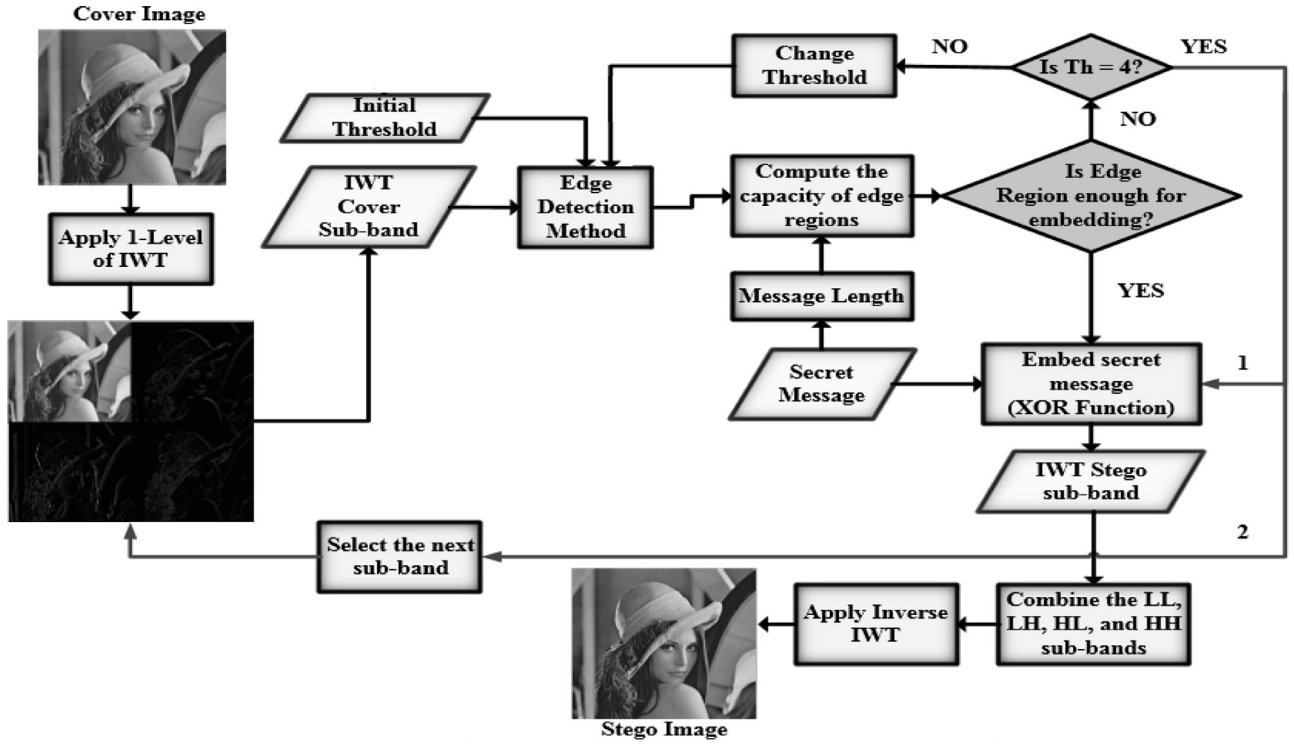 Cover Image
Apply 1-Level
of IWT
Initial
Threshold
IWT
Cover
Sub-band
Edge
Detection
Method
Change
Threshold
NO
Is Th = 4?
YES
NO
Compute the
capacity of edge
regions
Is Edge
Region enough for
embedding?
Message Length
YES
Secret
Message
Embed secret
message
(XOR Function)
1
IWT Stego
sub-band
2
Select the next
sub-band
Combine the LL,
LH, HL, and HH
sub-bands
Apply Inverse
IWT
Stego Image